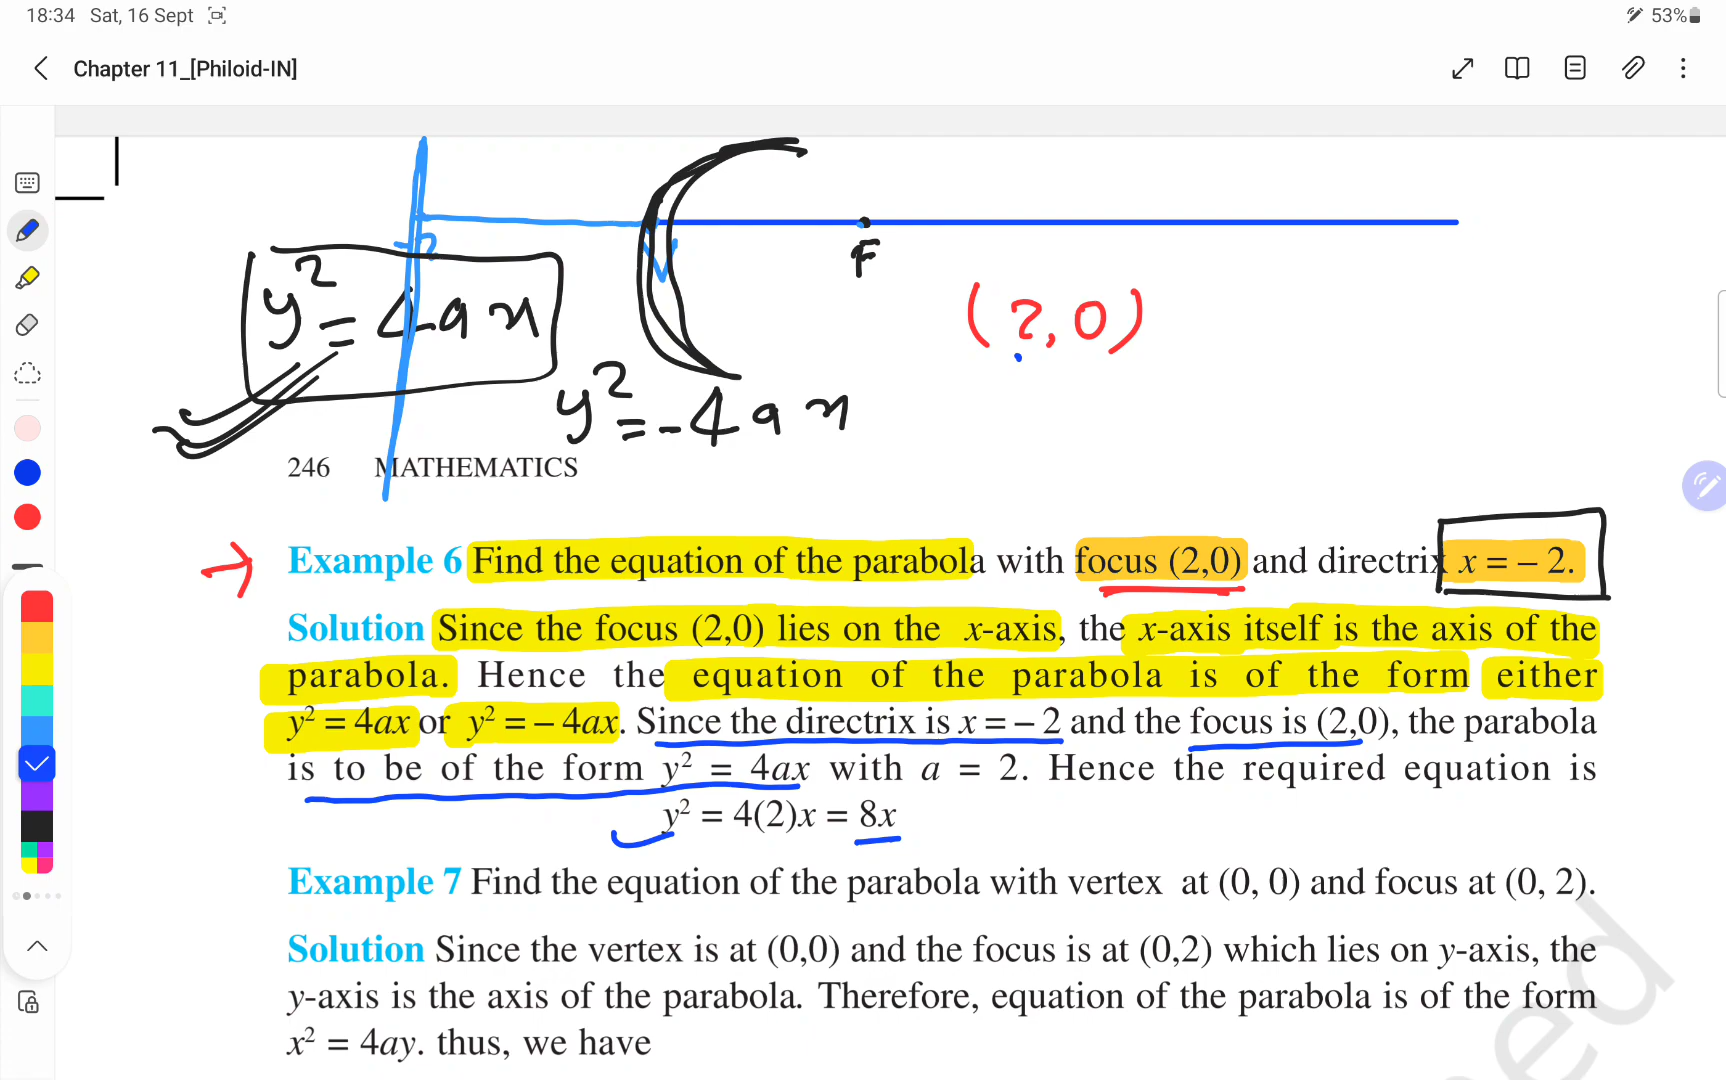 18:34 Sat, 16 Sept
53%
Chapter 11_[Philoid-IN]
F
(?,0)
y² = 4ax
y² = -4ax
246 MATHEMATICS
Example 6 Find the equation of the parabola with focus (2,0) and directrix x = – 2.
Solution Since the focus (2,0) lies on the x-axis, the x-axis itself is the axis of the
parabola. Hence the equation of the parabola is of the form either
y² = 4ax or y² = – 4ax. Since the directrix is x = – 2 and the focus is (2,0), the parabola
is to be of the form y² = 4ax with a = 2. Hence the required equation is
y² = 4(2)x = 8x
Example 7 Find the equation of the parabola with vertex at (0, 0) and focus at (0, 2).
Solution Since the vertex is at (0,0) and the focus is at (0,2) which lies on y-axis, the
y-axis is the axis of the parabola. Therefore, equation of the parabola is of the form
x² = 4ay. thus, we have